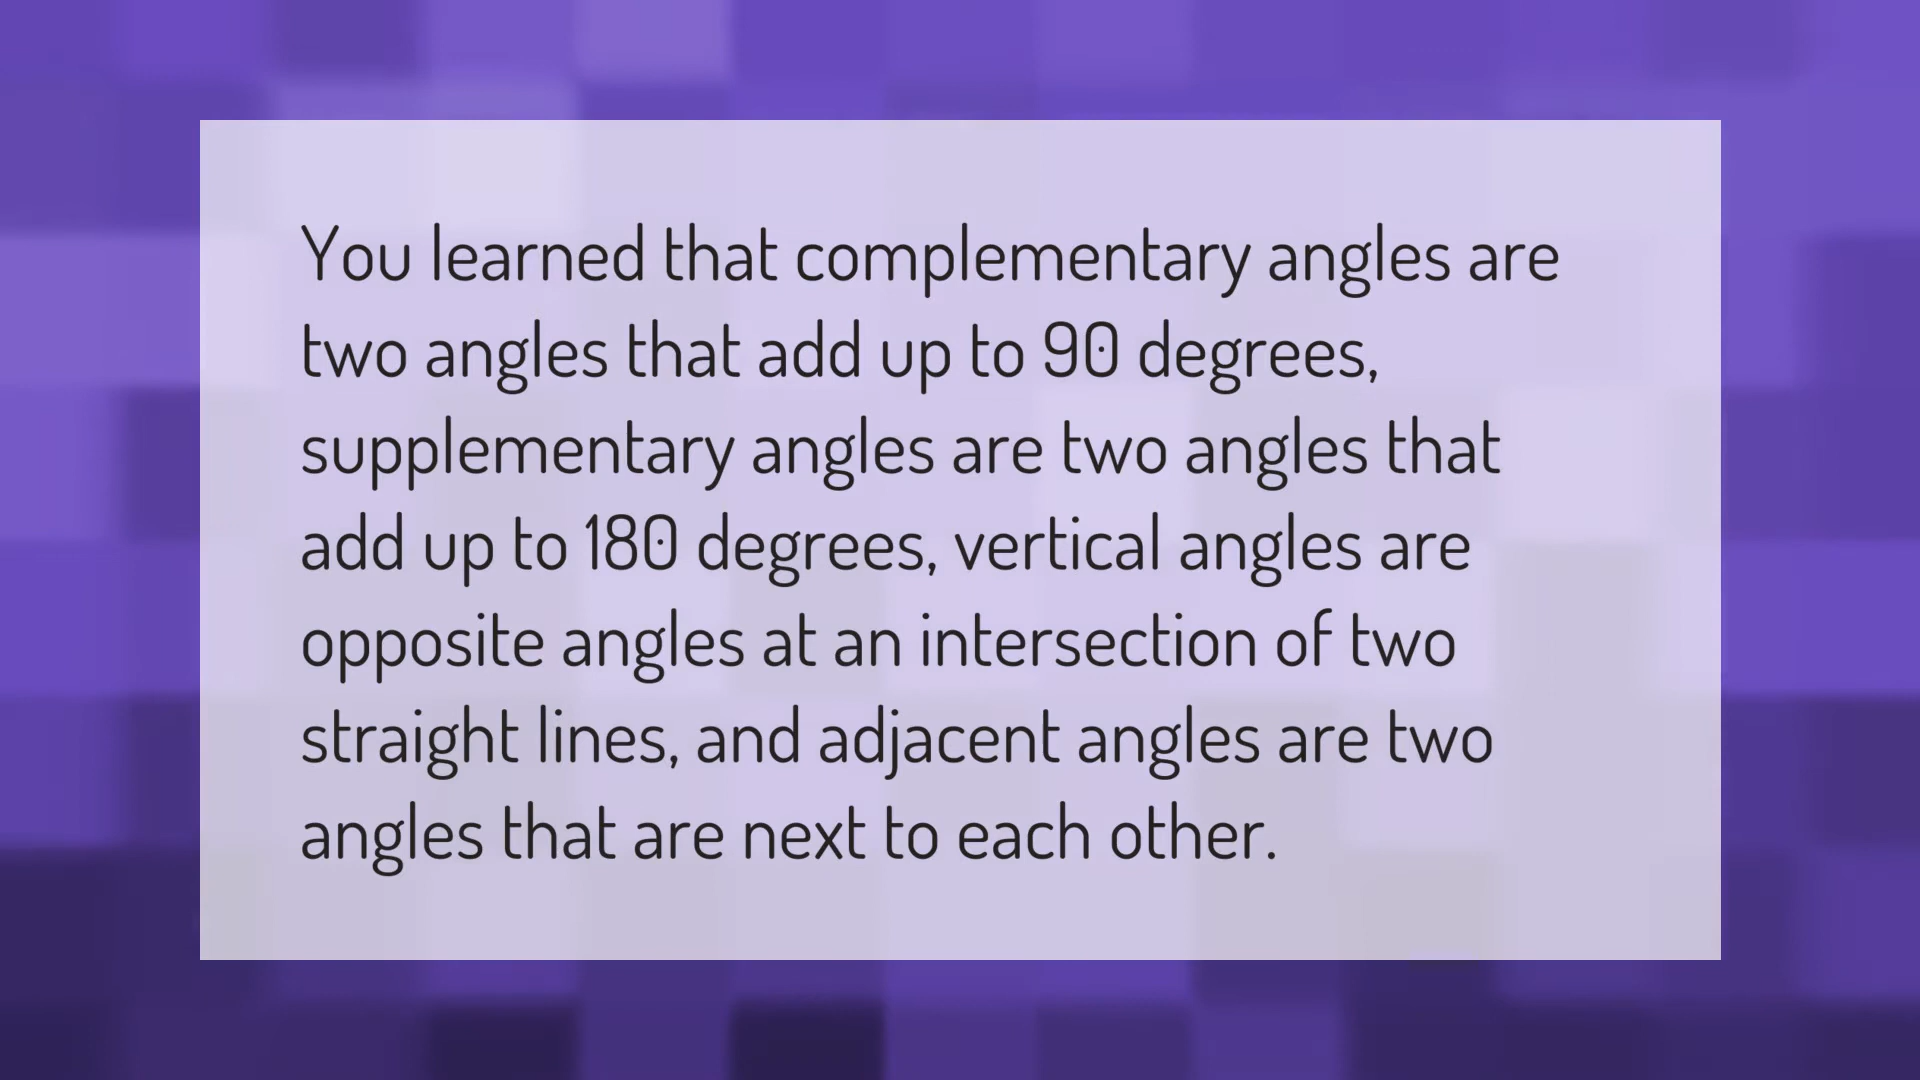 You learned that complementary angles are
two angles that add up to 90 degrees,
supplementary angles are two angles that
add up to 180 degrees, vertical angles are
opposite angles at an intersection of two
straight lines, and adjacent angles are two
angles that are next to each other.